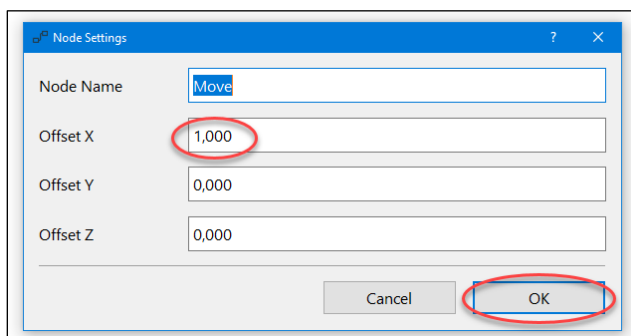 Node Settings ? ×
Node Name Move
Offset X 1,000
Offset Y 0,000
Offset Z 0,000
Cancel OK